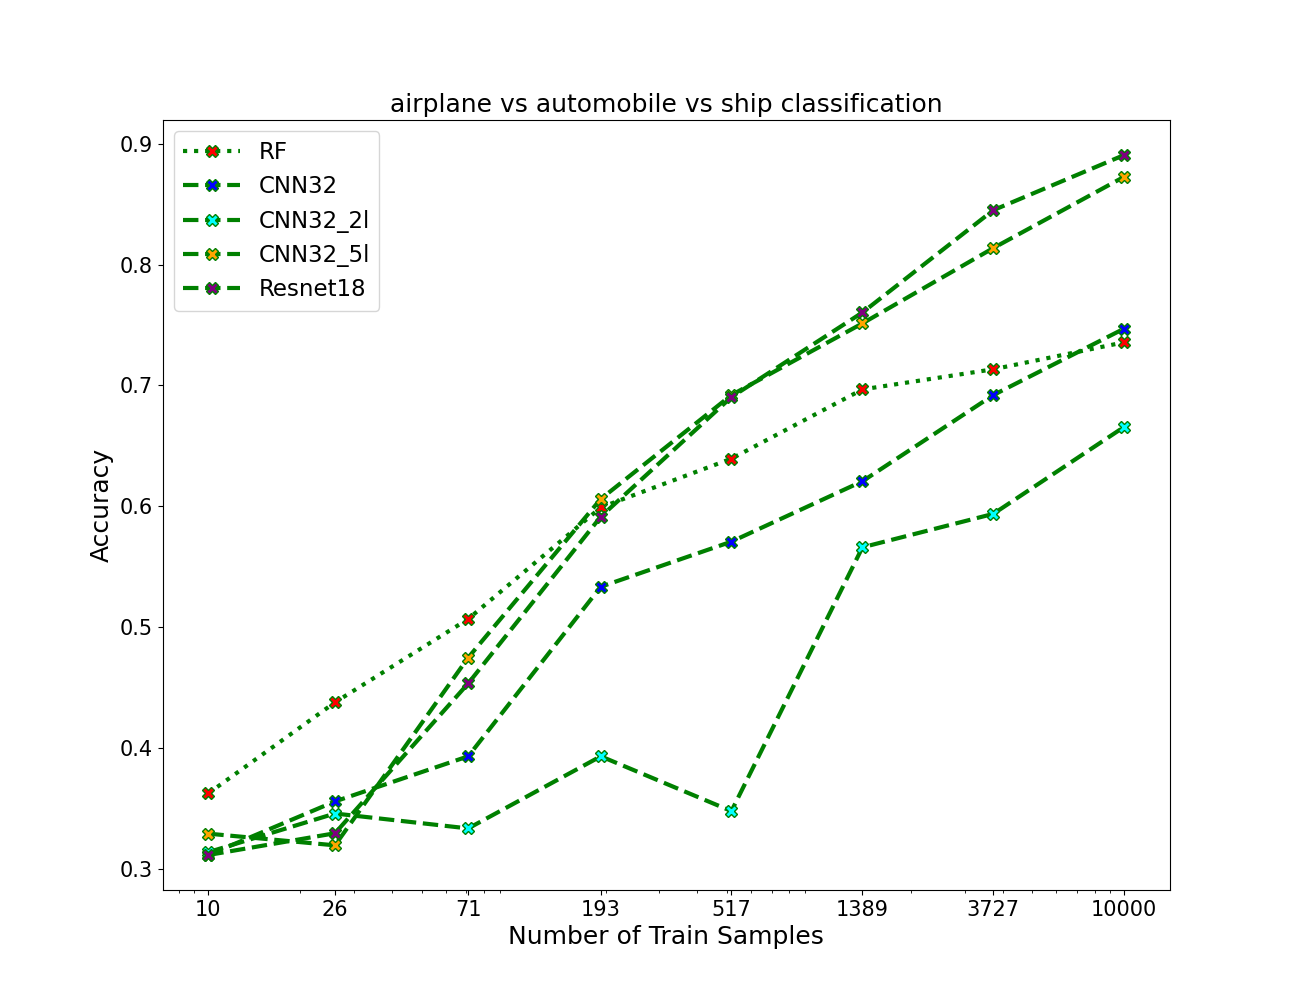 airplane vs automobile vs ship classification
RF
CNN32
CNN32_2l
CNN32_5l
Resnet18
0.9
0.8
0.7
0.6
0.5
0.4
0.3
Accuracy
10 26 71 193 517 1389 3727 10000
Number of Train Samples